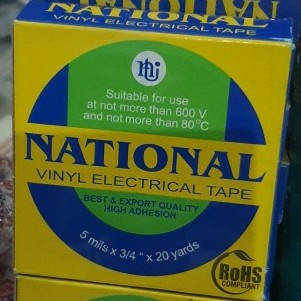 NATIONAL
VINYL ELECTRICAL TAPE
Suitable for use
at not more than 600 V
and not more than 80°C
NATIONAL
VINYL ELECTRICAL TAPE
BEST & EXPORT QUALITY
HIGH ADHESION
5 mils x 3/4 " x 20 yards
RoHS
COMPLIANT